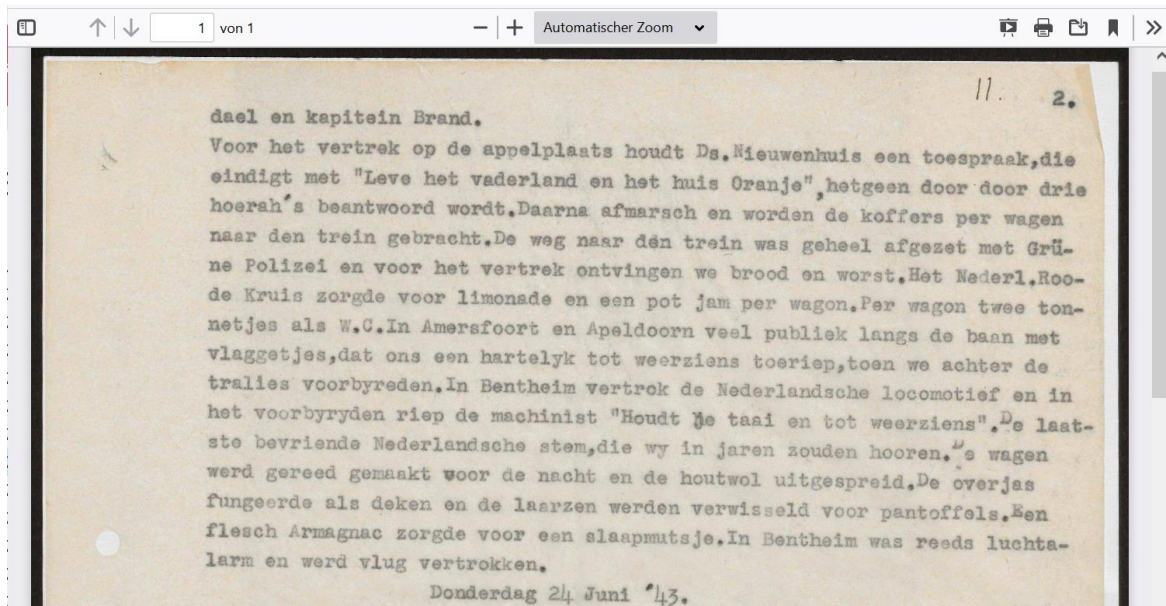 1 von 1 Automatischer Zoom
11. 2.
dael en kapitein Brand.
Voor het vertrek op de appelplaats houdt Ds.Nieuwenhuis een toespraak,die
eindigt met "Leve het vaderland en het huis Oranje",hetgeen door door drie
hoerah's beantwoord wordt.Daarna afmarsch en worden de koffers per wagen
naar den trein gebracht.De weg naar den trein was geheel afgezet met Grü-
ne Polizei en voor het vertrek ontvingen we brood en worst.Het Nederl.Roo-
de Kruis zorgde voor limonade en een pot jam per wagon.Per wagon twee ton-
netjes als W.C.In Amersfoort en Apeldoorn veel publiek langs de baan met
vlaggetjes,dat ons een hartelyk tot weerziens toeriep,toen we achter de
tralies voorbyreden.In Bentheim vertrok de Nederlandsche locomotief en in
het voorbyryden riep de machinist "Houdt je taai en tot weerziens".De laat-
ste bevriende Nederlandsche stem,die wy in jaren zouden hooren.De wagen
werd gereed gemaakt voor de nacht en de houtwol uitgespreid.De overjas
fungeerde als deken en de laarzen werden verwisseld voor pantoffels.Een
flesch Armagnac zorgde voor een slaapmutsje.In Bentheim was reeds luchta-
larm en werd vlug vertrokken.
Donderdag 24 Juni '43.